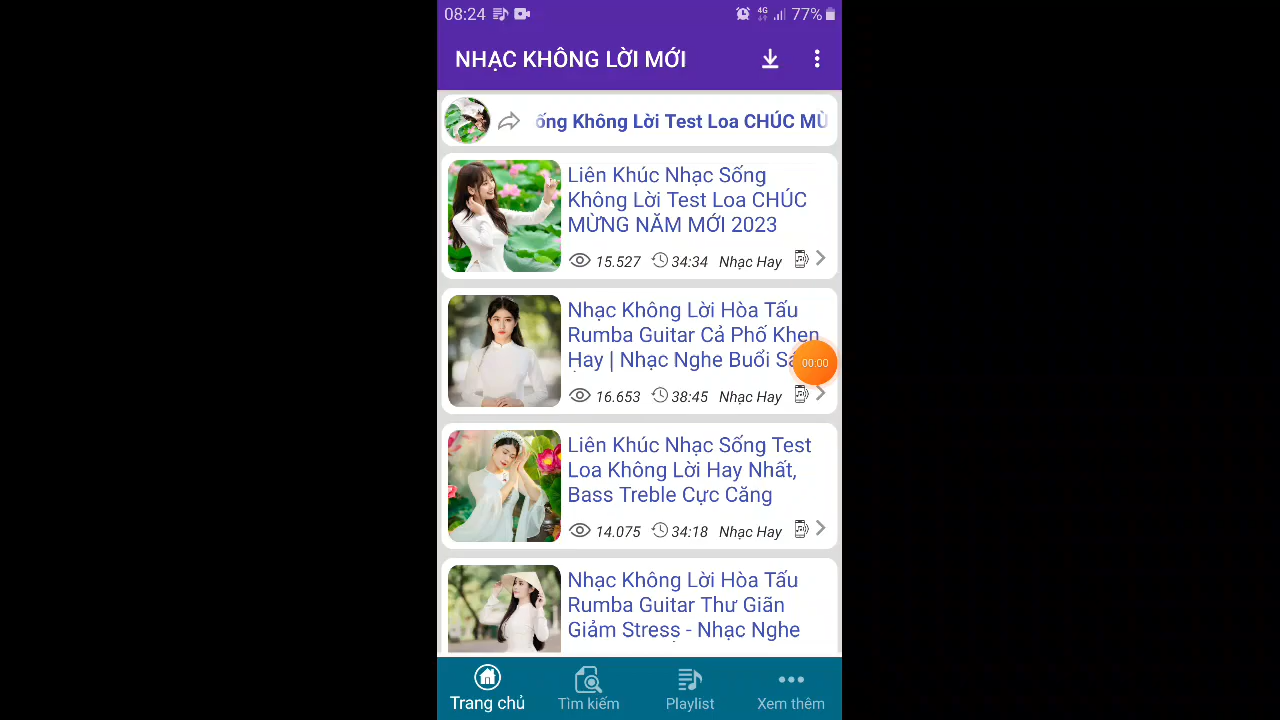 08:24
4G
77%
NHẠC KHÔNG LỜI MỚI
ống Không Lời Test Loa CHÚC MỪ
Liên Khúc Nhạc Sống
Không Lời Test Loa CHÚC
MỪNG NĂM MỚI 2023
15.527 34:34 Nhạc Hay
Nhạc Không Lời Hòa Tấu
Rumba Guitar Cả Phố Khen
Hay | Nhạc Nghe Buổi
00:00
16.653 38:45 Nhạc Hay
Liên Khúc Nhạc Sống Test
Loa Không Lời Hay Nhất,
Bass Treble Cực Căng
14.075 34:18 Nhạc Hay
Nhạc Không Lời Hòa Tấu
Rumba Guitar Thư Giãn
Giảm Stress - Nhạc Nghe
Trang chủ Tìm kiếm Playlist Xem thêm